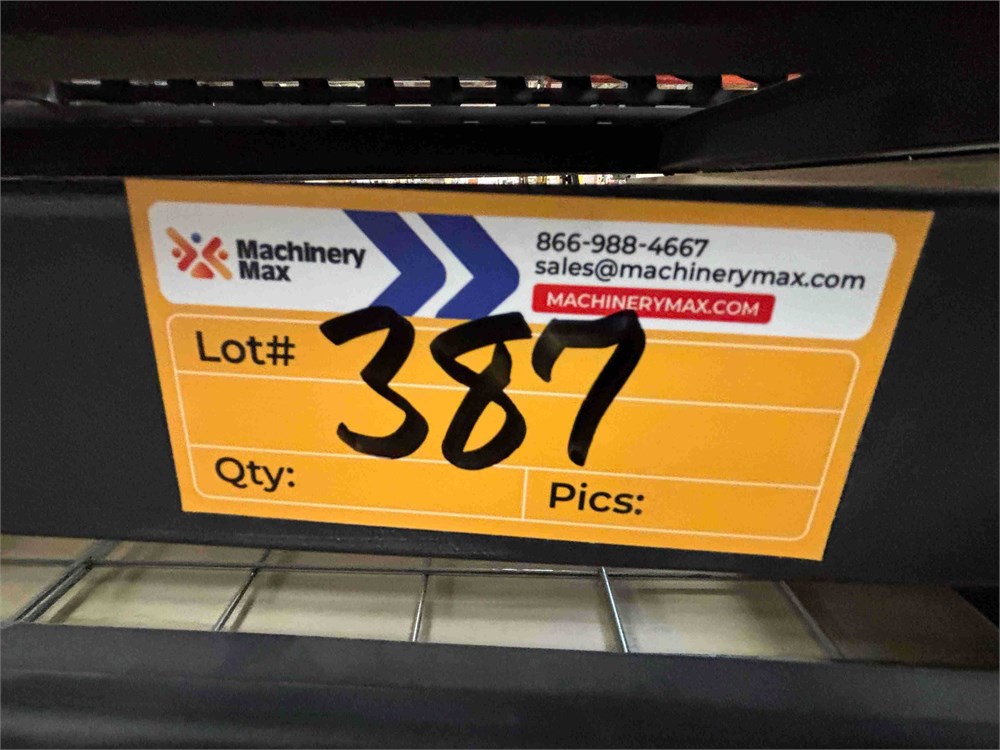 Machinery
Max
866-988-4667
sales@machinerymax.com
MACHINERYMAX.COM
Lot# 387
Qty:
Pics: